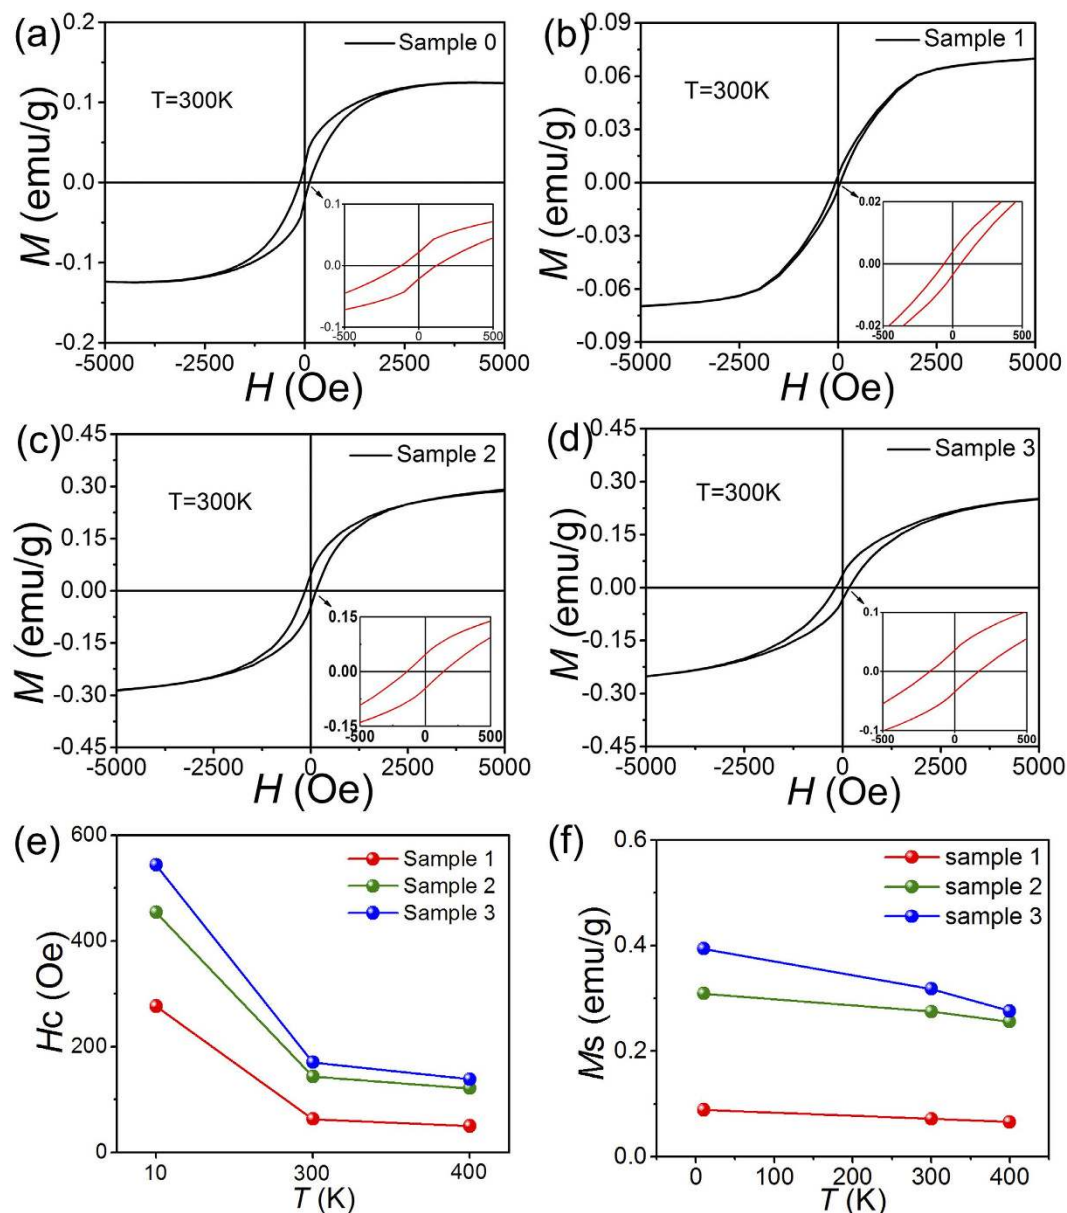 (a)
Sample 0
T=300K
M (emu/g)
0.2
0.1
0.0
-0.1
-0.2
-5000 -2500 0 2500 5000
H (Oe)
0.1
0.0
-0.1
-500 0 500
(b)
Sample 1
T=300K
M (emu/g)
0.09
0.06
0.03
0.00
-0.03
-0.06
-0.09
-5000 -2500 0 2500 5000
H (Oe)
0.02
0.00
-0.02
-500 0 500
(c)
Sample 2
T=300K
M (emu/g)
0.45
0.30
0.15
0.00
-0.15
-0.30
-0.45
-5000 -2500 0 2500 5000
H (Oe)
0.15
0.00
-0.15
-500 0 500
(d)
Sample 3
T=300K
M (emu/g)
0.45
0.30
0.15
0.00
-0.15
-0.30
-0.45
-5000 -2500 0 2500 5000
H (Oe)
0.1
0.0
-0.1
-500 0 500
(e)
Sample 1
Sample 2
Sample 3
Hc (Oe)
600
400
200
0
10 300 400
T (K)
(f)
sample 1
sample 2
sample 3
Ms (emu/g)
0.6
0.4
0.2
0.0
0 100 200 300 400
T (K)